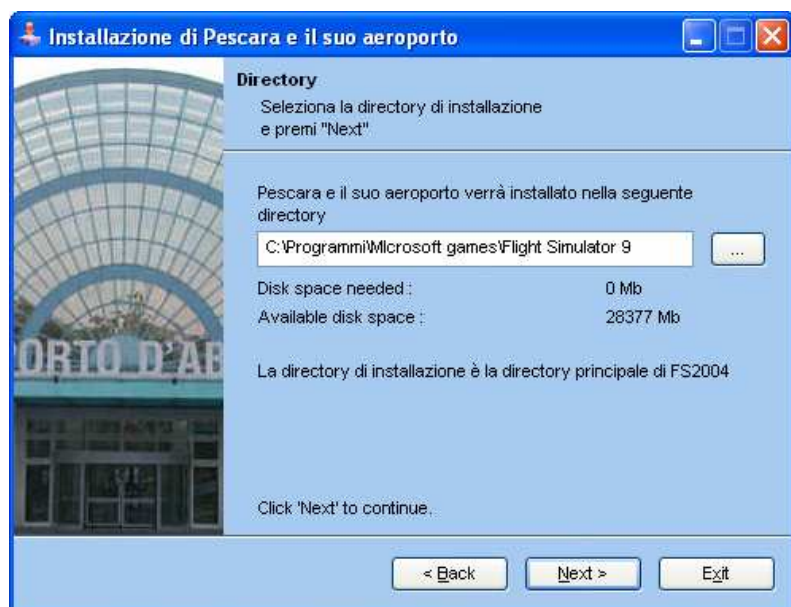 Installazione di Pescara e il suo aeroporto
Directory
Seleziona la directory di installazione
e premi "Next"
Pescara e il suo aeroporto verrà installato nella seguente
directory
C:\Programmi\MIcrosoft games\Flight Simulator 9
...
Disk space needed : 0 Mb
Available disk space : 28377 Mb
ORTO D'AB
La directory di installazione è la directory principale di FS2004
Click 'Next' to continue.
< Back Next > Exit